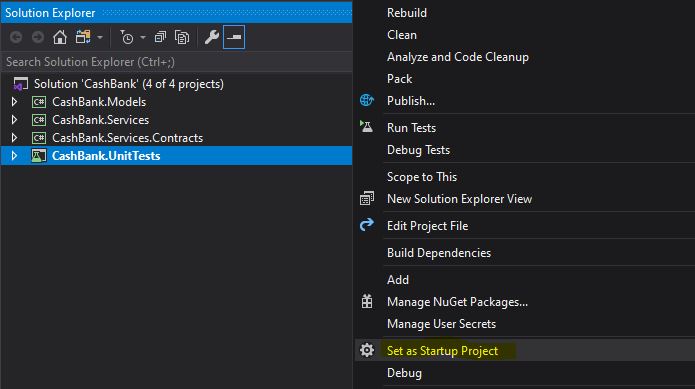 Solution Explorer
Search Solution Explorer (Ctrl+;)
Solution 'CashBank' (4 of 4 projects)
C# CashBank.Models
C# CashBank.Services
C# CashBank.Services.Contracts
CashBank.UnitTests
Rebuild
Clean
Analyze and Code Cleanup
Pack
Publish...
Run Tests
Debug Tests
Scope to This
New Solution Explorer View
Edit Project File
Build Dependencies
Add
Manage NuGet Packages...
Manage User Secrets
Set as Startup Project
Debug